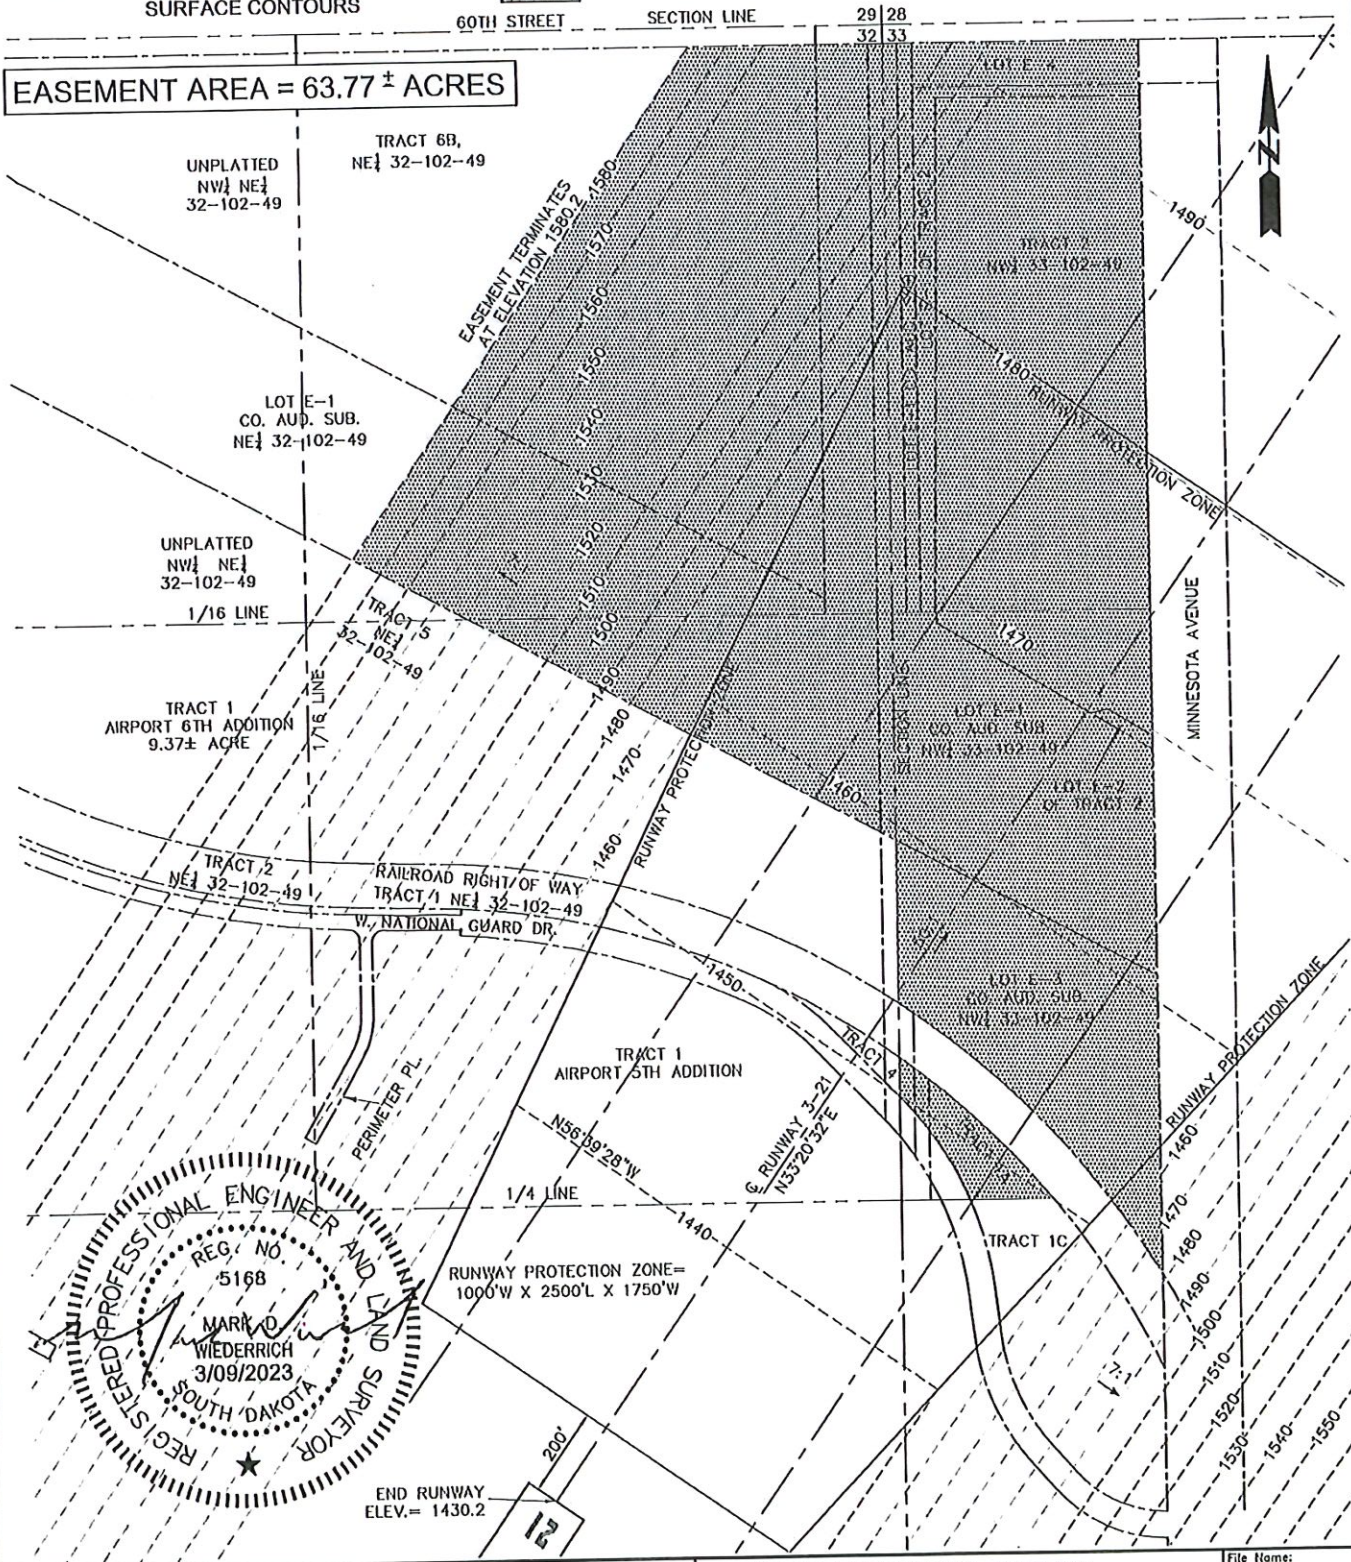 SURFACE CONTOURS
60TH STREET
SECTION LINE
29 28
32 33
EASEMENT AREA = 63.77 ± ACRES
LOT E-4
TRACT 6B,
NE¼ 32-102-49
UNPLATTED
NW¼ NE¼
32-102-49
EASEMENT TERMINATES
AT ELEVATION 1580.2
1580
1570
1560
1550
1540
1530
1520
1510
1500
1490
1480
1470
1460
1490
TRACT 2
NW¼ 33-102-49
1480
RUNWAY PROTECTION ZONE
LOT E-1
CO. AUD. SUB.
NE¼ 32-102-49
UNPLATTED
NW¼ NE¼
32-102-49
1/16 LINE
7:1
TRACT 5
NE¼
32-102-49
1/16 LINE
TRACT 1
AIRPORT 6TH ADDITION
9.37± ACRE
RUNWAY PROTECTION ZONE
1470
MINNESOTA AVENUE
SECTION LINE
LOT E-1
CO. AUD. SUB.
NW¼ 33-102-49
LOT E-2
OF TRACT 2
1460
TRACT 2
NE¼ 32-102-49
RAILROAD RIGHT OF WAY
TRACT 1 NE¼ 32-102-49
W. NATIONAL GUARD DR.
1450
LOT E-3
CO. AUD. SUB.
NW¼ 33-102-49
TRACT 4
TRACT 1
AIRPORT 5TH ADDITION
PERIMETER PL.
RUNWAY PROTECTION ZONE
N56°39'28"W
℄ RUNWAY 3-21
N33°20'32"E
1/4 LINE
1440
TRACT 1C
1460
1470
1480
1490
1500
1510
1520
1530
1540
1550
7:1
RUNWAY PROTECTION ZONE=
1000'W X 2500'L X 1750'W
REGISTERED PROFESSIONAL ENGINEER AND LAND SURVEYOR
REG. NO.
5168
MARK D.
WIEDERRICH
3/09/2023
SOUTH DAKOTA
200'
END RUNWAY
ELEV.= 1430.2
21
N
File Name: